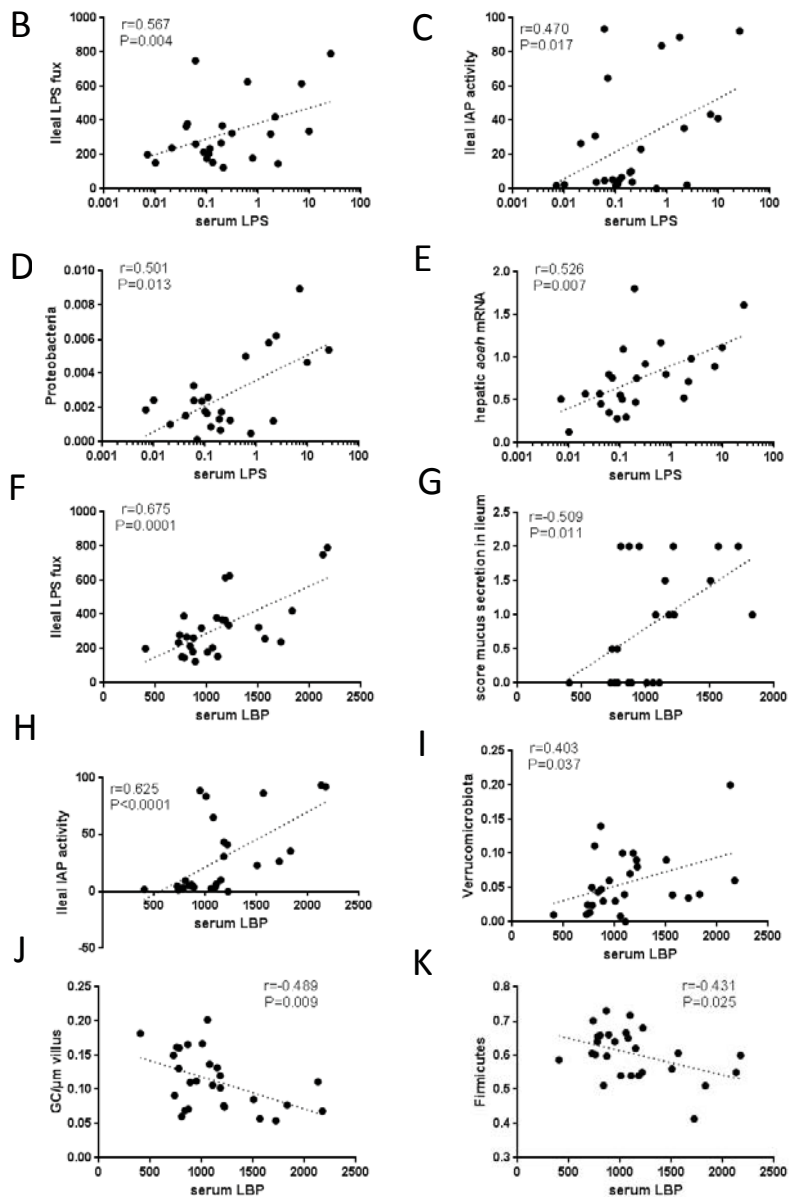 B
r=0.567
P=0.004
Ileal LPS fux
1000
800
600
400
200
0
0.001 0.01 0.1 1 10 100
serum LPS
C
r=0.470
P=0.017
Ileal IAP activity
100
80
60
40
20
0
0.001 0.01 0.1 1 10 100
serum LPS
D
r=0.501
P=0.013
Proteobacteria
0.010
0.008
0.006
0.004
0.002
0.000
0.001 0.01 0.1 1 10 100
serum LPS
E
r=0.526
P=0.007
hepatic aoah mRNA
2.0
1.5
1.0
0.5
0.0
0.001 0.01 0.1 1 10 100
serum LPS
F
r=0.675
P=0.0001
Ileal LPS fux
1000
800
600
400
200
0
0 500 1000 1500 2000 2500
serum LBP
G
r=-0.509
P=0.011
score mucus secretion in ileum
2.5
2.0
1.5
1.0
0.5
0.0
0 500 1000 1500 2000 2500
serum LBP
H
r=0.625
P<0.0001
Ileal IAP activity
100
50
0
-50
500 1000 1500 2000 2500
serum LBP
I
r=0.403
P=0.037
Verrucomicrobiota
0.25
0.20
0.15
0.10
0.05
0.00
0 500 1000 1500 2000 2500
serum LBP
J
r=-0.489
P=0.009
GC/µm villus
0.25
0.20
0.15
0.10
0.05
0.00
0 500 1000 1500 2000 2500
serum LBP
K
r=-0.431
P=0.025
Firmicutes
0.8
0.7
0.6
0.5
0.4
0.3
0 500 1000 1500 2000 2500
serum LBP